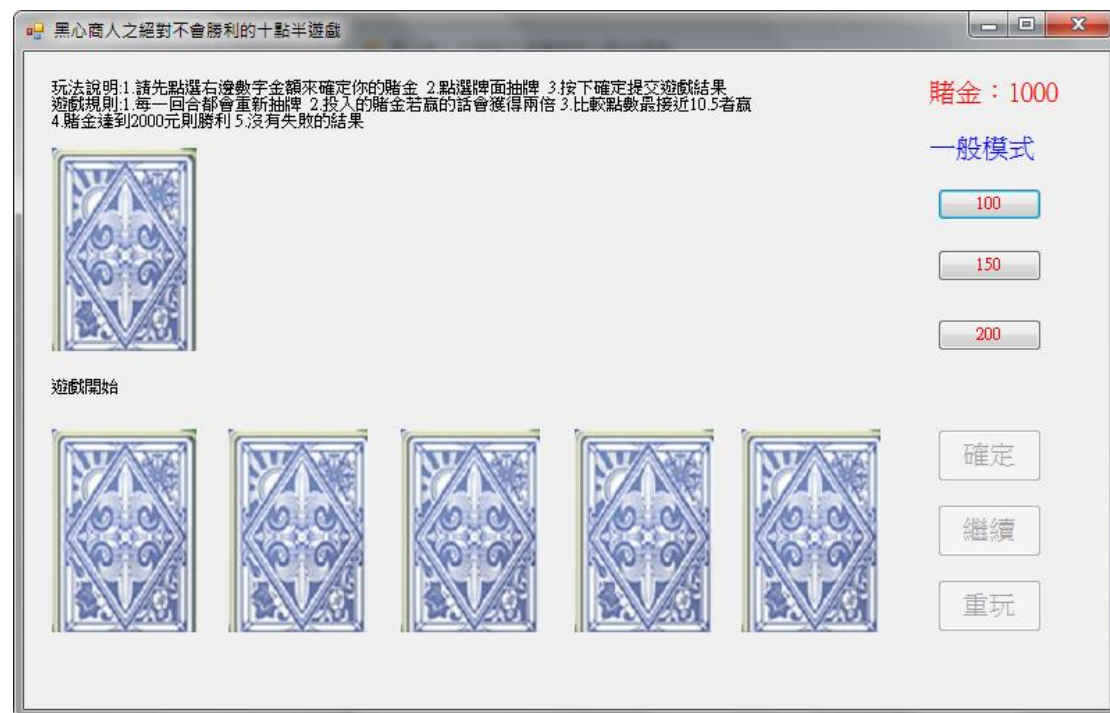 黑心商人之絕對不會勝利的十點半遊戲
玩法說明:1.請先點選右邊數字金額來確定你的賭金 2.點選牌面抽牌 3.按下確定提交遊戲結果
遊戲規則:1.每一回合都會重新抽牌 2.投入的賭金若贏的話會獲得兩倍 3.比較點數最接近10.5者贏
4.賭金達到2000元則勝利 5.沒有失敗的結果
賭金：1000
一般模式
100
150
200
遊戲開始
確定
繼續
重玩